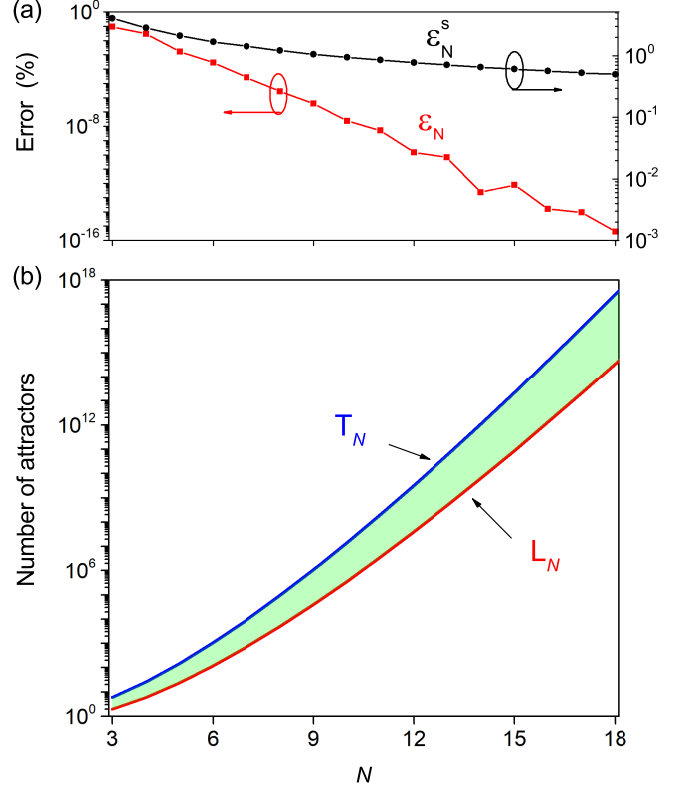 (a)
10^0
10^-8
10^-16
Error (%)
ε_N^s
ε_N
10^0
10^-1
10^-2
10^-3
(b)
10^18
10^12
10^6
10^0
Number of attractors
T_N
L_N
3 6 9 12 15 18
N